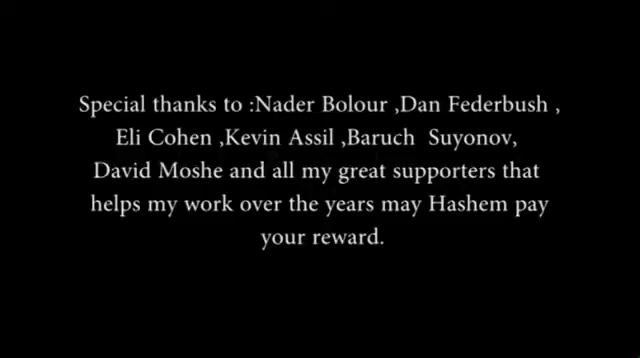 Special thanks to :Nader Bolour ,Dan Federbush ,
Eli Cohen ,Kevin Assil ,Baruch  Suyonov,
David Moshe and all my great supporters that
helps my work over the years may Hashem pay
your reward.